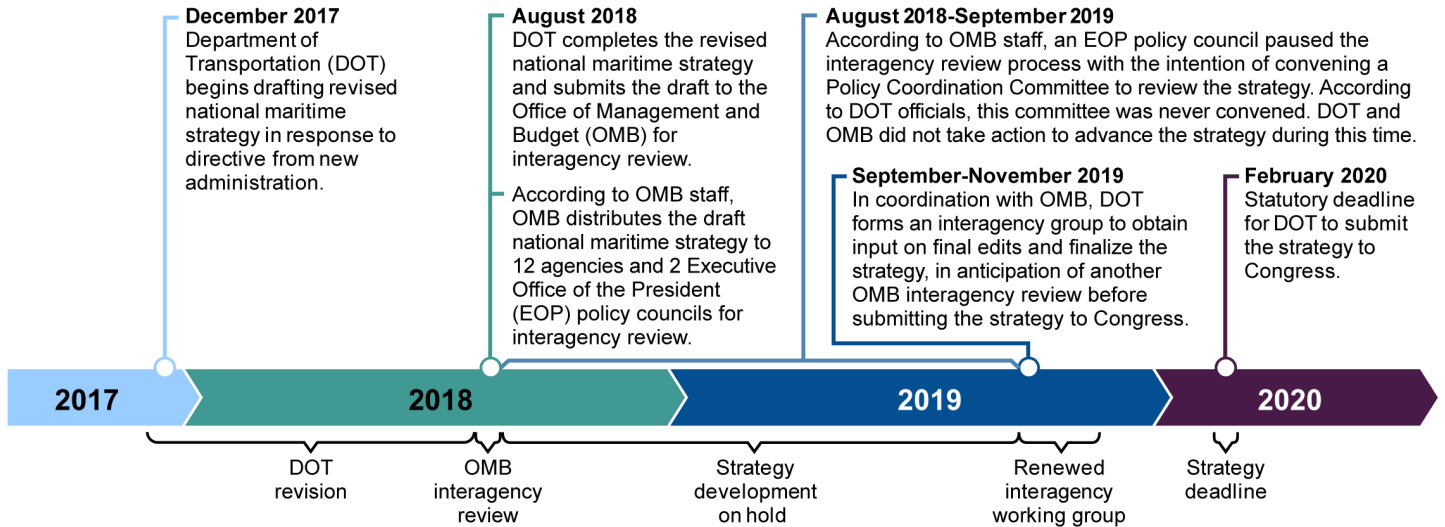 December 2017
Department of
Transportation (DOT)
begins drafting revised
national maritime
strategy in response to
directive from new
administration.
August 2018
DOT completes the revised
national maritime strategy
and submits the draft to the
Office of Management and
Budget (OMB) for
interagency review.
According to OMB staff,
OMB distributes the draft
national maritime strategy to
12 agencies and 2 Executive
Office of the President
(EOP) policy councils for
interagency review.
August 2018-September 2019
According to OMB staff, an EOP policy council paused the
interagency review process with the intention of convening a
Policy Coordination Committee to review the strategy. According
to DOT officials, this committee was never convened. DOT and
OMB did not take action to advance the strategy during this time.
September-November 2019
In coordination with OMB, DOT
forms an interagency group to obtain
input on final edits and finalize the
strategy, in anticipation of another
OMB interagency review before
submitting the strategy to Congress.
February 2020
Statutory deadline
for DOT to submit
the strategy to
Congress.
2017
2018
2019
2020
DOT
revision
OMB
interagency
review
Strategy
development
on hold
Renewed
interagency
working group
Strategy
deadline